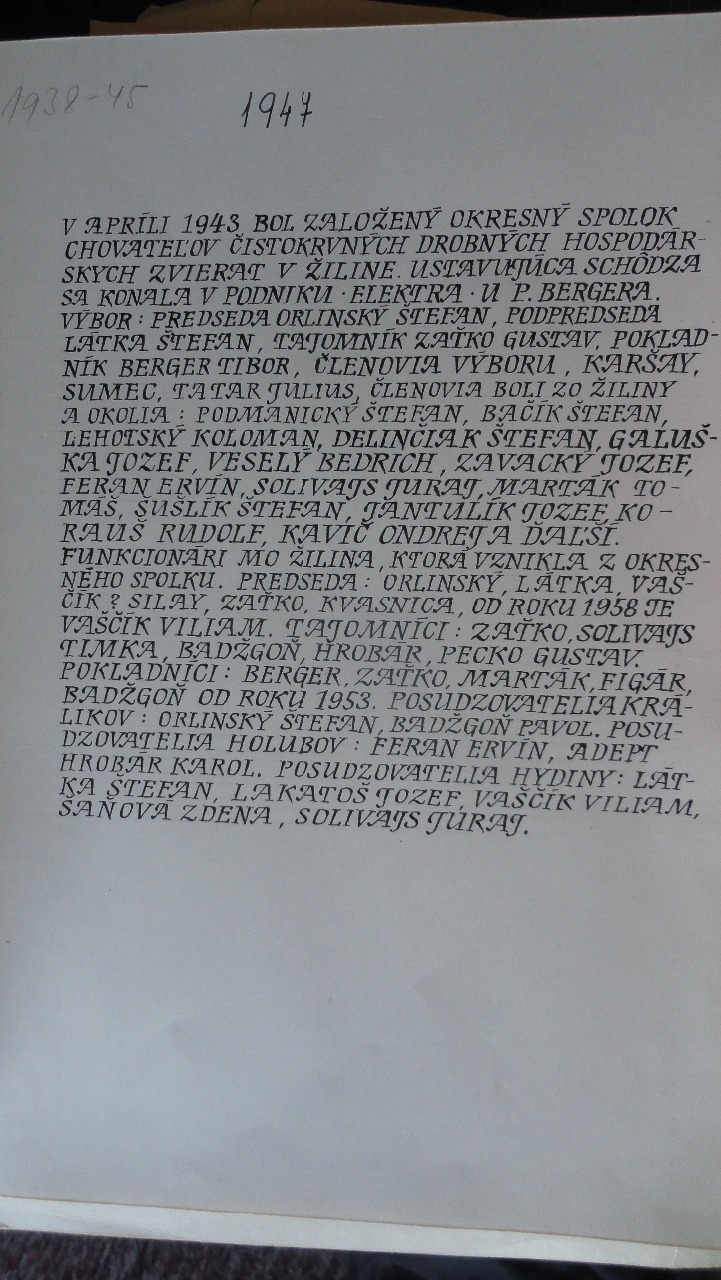 1938-45
1947
V APRÍLI 1943 BOL ZALOŽENÝ OKRESNÝ SPOLOK
CHOVATEĽOV ČISTOKRVNÝCH DROBNÝCH HOSPODÁR-
SKYCH ZVIERAT V ŽILINE. USTAVUJÚCA SCHÔDZA
SA KONALA V PODNIKU · ELEKTRA · U P. BERGERA.
VÝBOR : PREDSEDA ORLINSKÝ ŠTEFAN, PODPREDSEDA
LÁTKA ŠTEFAN, TAJOMNÍK ZAŤKO GUSTAV, POKLAD-
NÍK BERGER TIBOR, ČLENOVIA VÝBORU, KARŠAY,
SUMEC, TATAR JÚLIUS, ČLENOVIA BOLI ZO ŽILINY
A OKOLIA : PODMANICKÝ ŠTEFAN, BAČÍK ŠTEFAN,
LEHOTSKÝ KOLOMAN, DELINČIAK ŠTEFAN, GALUŠ-
KA JOZEF, VESELÝ BEDRICH, ZAVACKÝ JOZEF,
FERAN ERVÍN, SOLIVAJS JURAJ, MARTÁK TO-
MÁŠ, ŠUŠLÍK ŠTEFAN, JANTULÍK JOZEF, KO-
RAUŠ RUDOLF, KAVIČ ONDREJ A ĎAĽŠÍ.
FUNKCIONÁRI MO ŽILINA, KTORÁ VZNIKLA Z OKRES-
NÉHO SPOLKU. PREDSEDA : ORLINSKÝ, LÁTKA, VAŠ-
ČÍK ? SILAY, ZAŤKO, KVASNICA, OD ROKU 1958 JE
VAŠČÍK VILIAM. TAJOMNÍCI : ZAŤKO, SOLIVAJS
TIMKA, BADŽGOŇ, HROBÁR, PECKO GUSTAV.
POKLADNÍCI : BERGER, ZAŤKO, MARTÁK, FIGÁR,
BADŽGOŇ OD ROKU 1953. POSUDZOVATELIA KRÁ-
LIKOV : ORLINSKÝ ŠTEFAN, BADŽGOŇ PAVOL. POSU-
DZOVATELIA HOLUBOV : FERAN ERVÍN, ADEPT
HROBÁR KAROL. POSUDZOVATELIA HYDINY : LÁT-
KA ŠTEFAN, LAKATOŠ JOZEF, VAŠČÍK VILIAM,
ŠAŇOVÁ ZDENA, SOLIVAJS JURAJ.